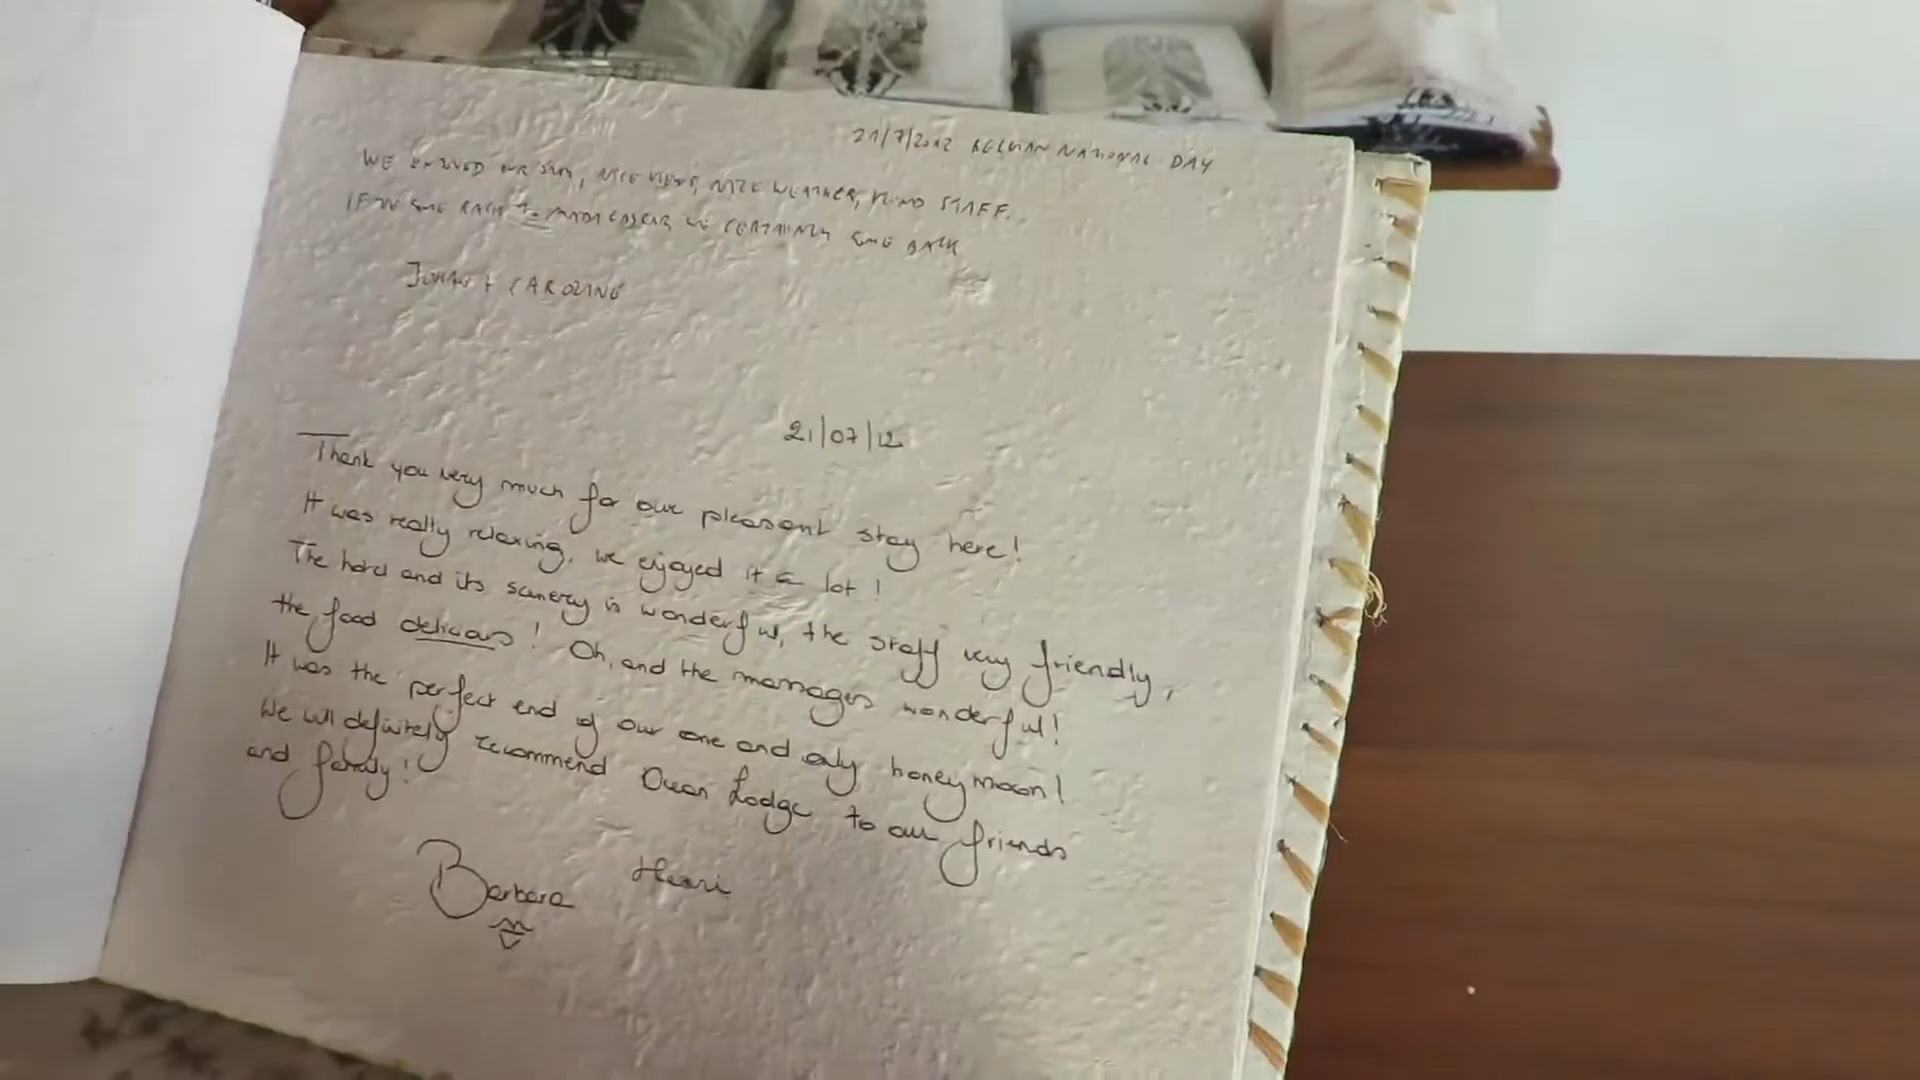 21/7/2012 BELGIAN NATIONAL DAY
WE ENJOYED OUR STAY, NICE VIEWS, NICE WEATHER, KIND STAFF.
IF WE COME BACK TO MADAGASCAR WE CERTAINLY COME BACK
JOHAN + CAROLINE
21/07/12
Thank you very much for our pleasant stay here!
It was really relaxing, we enjoyed it a lot!
The hotel and its scenery is wonderful, the staff very friendly,
the food delicious! Oh, and the managers wonderful!
It was the perfect end of our one and only honeymoon!
We will definitely recommend Ocean Lodge to our friends
and family!
Barbara Henri